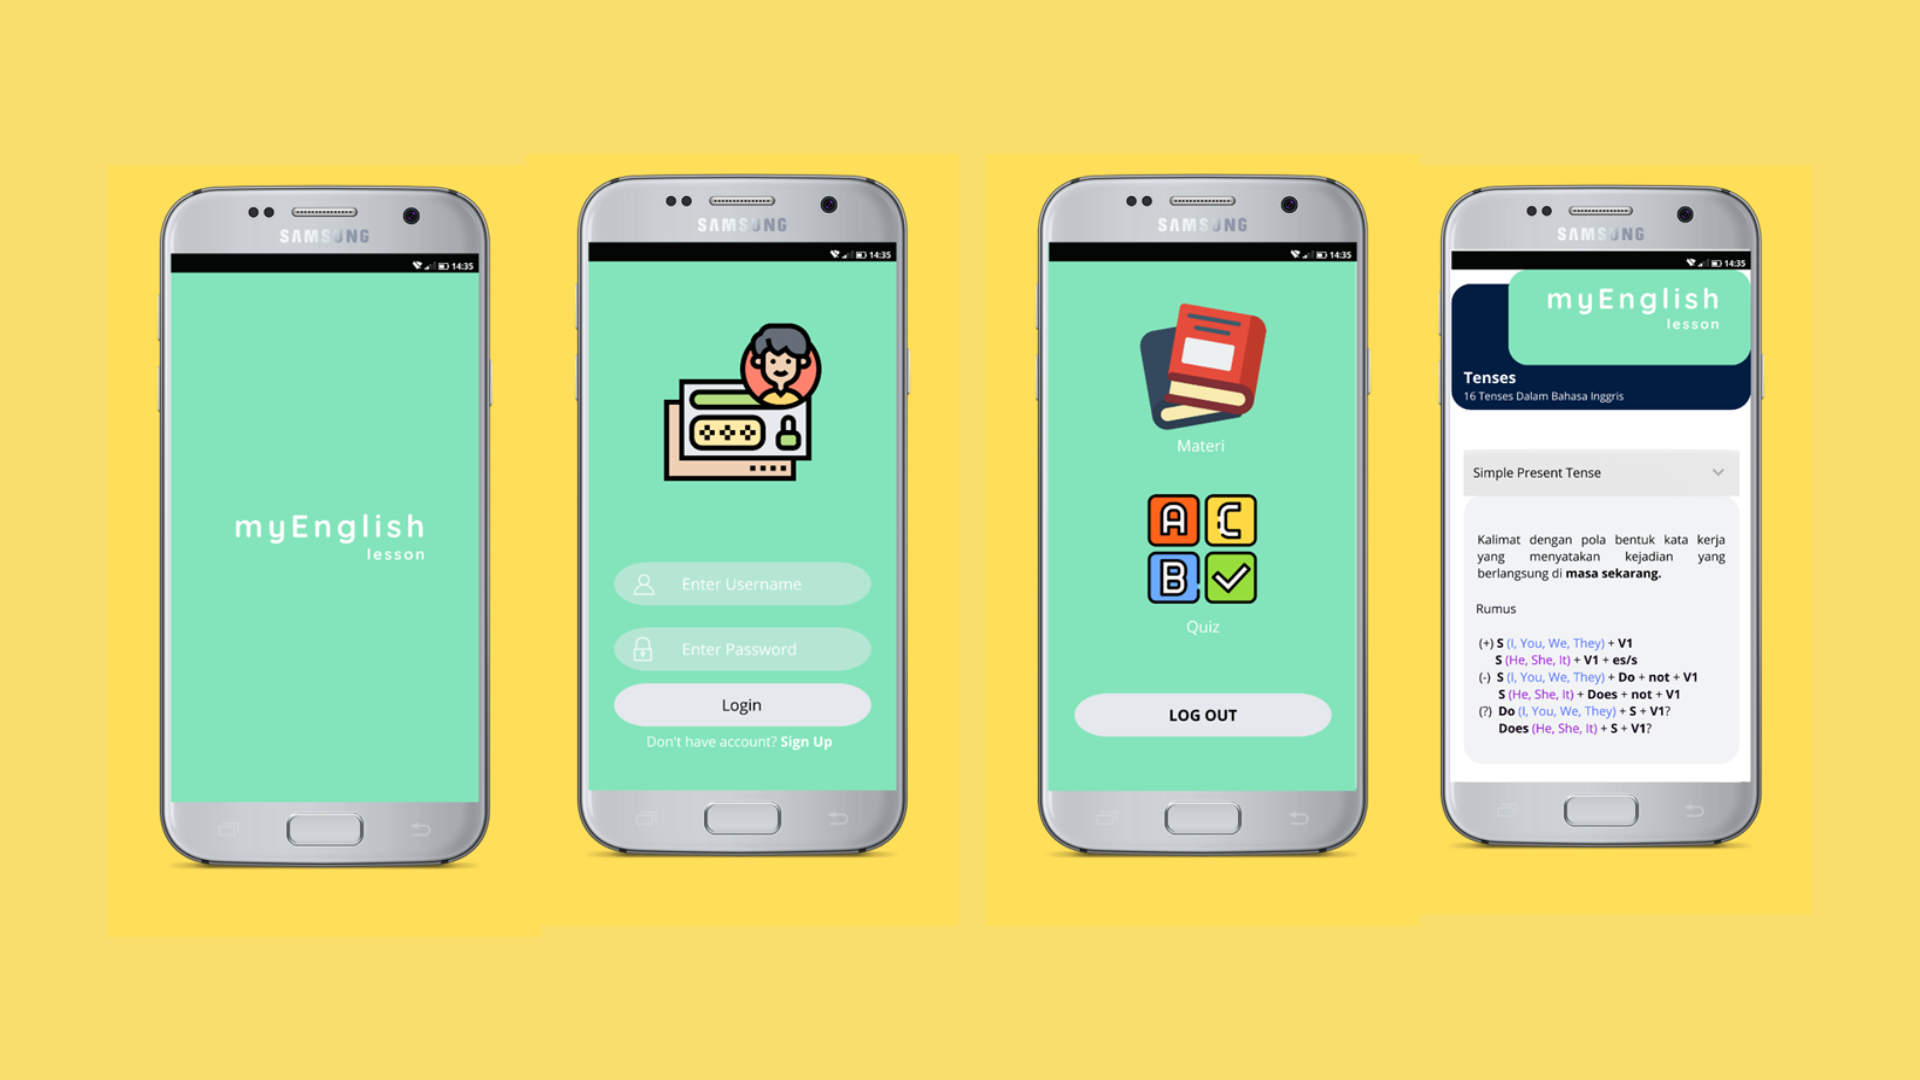 SAMSUNG
14:35
myEnglish
lesson
SAMSUNG
14:35
Enter Username
Enter Password
Login
Don't have account? Sign Up
SAMSUNG
14:35
Materi
A C
B
Quiz
LOG OUT
SAMSUNG
14:35
myEnglish
lesson
Tenses
16 Tenses Dalam Bahasa Inggris
Simple Present Tense
Kalimat dengan pola bentuk kata kerja
yang menyatakan kejadian yang
berlangsung di masa sekarang.
Rumus
(+) S (I, You, We, They) + V1
S (He, She, It) + V1 + es/s
(-) S (I, You, We, They) + Do + not + V1
S (He, She, It) + Does + not + V1
(?) Do (I, You, We, They) + S + V1?
Does (He, She, It) + S + V1?